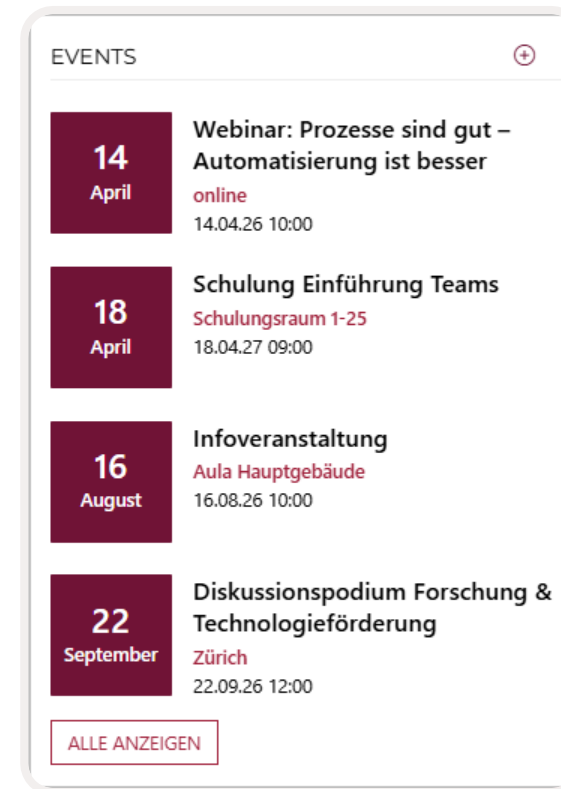 EVENTS
14
April
Webinar: Prozesse sind gut –
Automatisierung ist besser
online
14.04.26 10:00
18
April
Schulung Einführung Teams
Schulungsraum 1-25
18.04.27 09:00
16
August
Infoveranstaltung
Aula Hauptgebäude
16.08.26 10:00
22
September
Diskussionspodium Forschung &
Technologieförderung
Zürich
22.09.26 12:00
ALLE ANZEIGEN